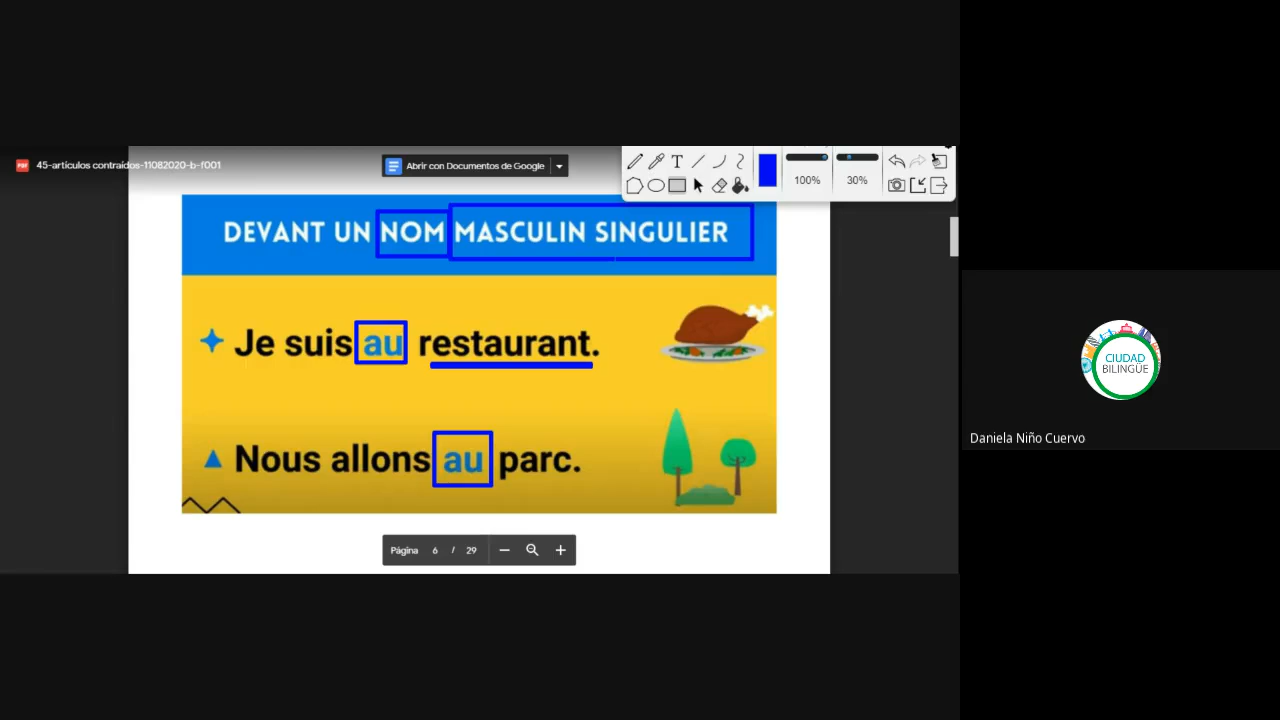 45-artículos contraídos-11082020-b-f001
Abrir con Documentos de Google
T
100%
30%
DEVANT UN NOM MASCULIN SINGULIER
Je suis au restaurant.
Nous allons au parc.
Página 6 / 29
CIUDAD
BILINGÜE
Daniela Niño Cuervo